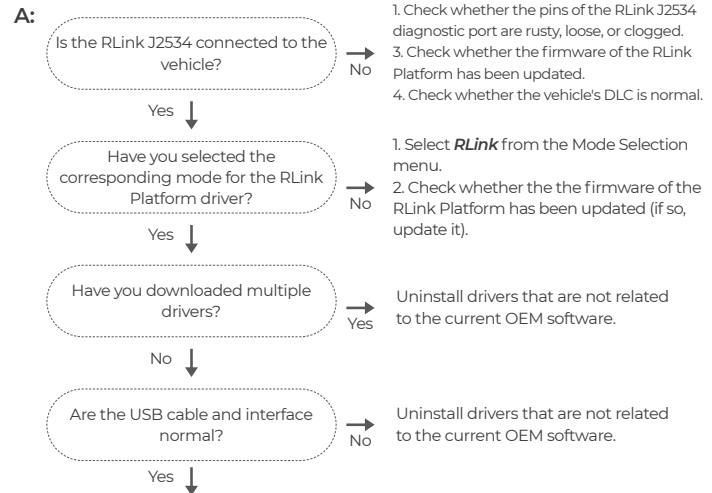 A:
Is the RLink J2534 connected to the
vehicle?
No
1. Check whether the pins of the RLink J2534
diagnostic port are rusty, loose, or clogged.
3. Check whether the firmware of the RLink
Platform has been updated.
4. Check whether the vehicle's DLC is normal.
Yes
Have you selected the
corresponding mode for the RLink
Platform driver?
No
1. Select RLink from the Mode Selection
menu.
2. Check whether the the firmware of the
RLink Platform has been updated (if so,
update it).
Yes
Have you downloaded multiple
drivers?
Yes
Uninstall drivers that are not related
to the current OEM software.
No
Are the USB cable and interface
normal?
No
Uninstall drivers that are not related
to the current OEM software.
Yes